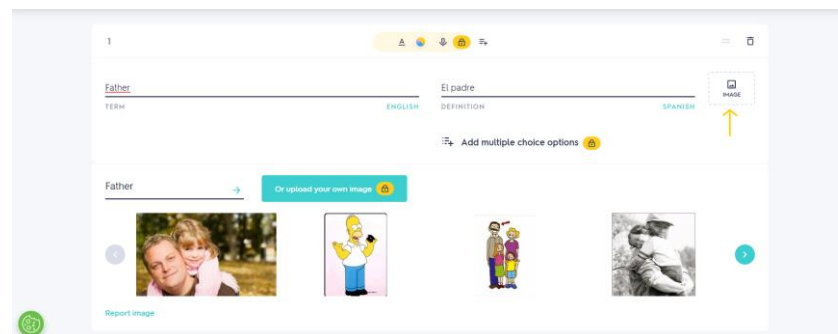 1
A
Father
El padre
TERM
ENGLISH
DEFINITION
SPANISH
IMAGE
Add multiple choice options
Father
Or upload your own image
Report image